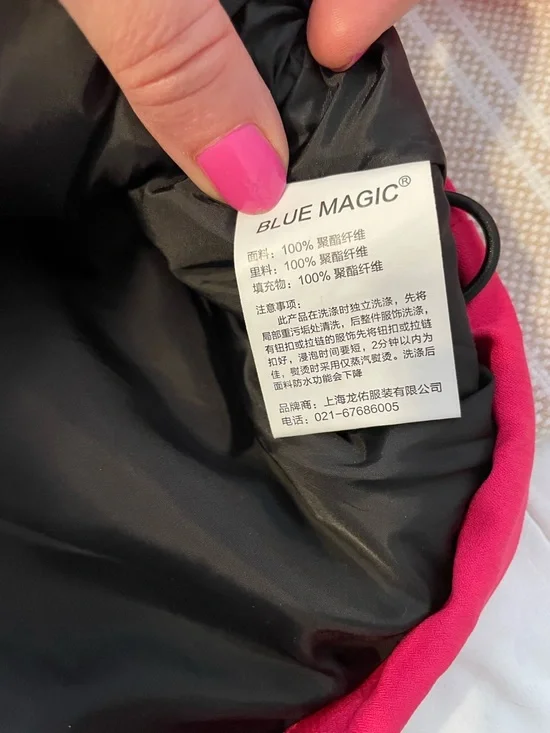 BLUE MAGIC®
面料：100% 聚酯纤维
里料：100% 聚酯纤维
填充物：100% 聚酯纤维
注意事项：
此产品在洗涤时独立洗涤，先将
局部重污垢处清洗，后整件服饰洗涤，
有钮扣或拉链的服饰先将钮扣或拉链
扣好，浸泡时间要短，2分钟以内为
佳，熨烫时采用仅蒸汽熨烫。洗涤后
面料防水功能会下降
品牌商：上海龙佑服装有限公司
电话：021-67686005